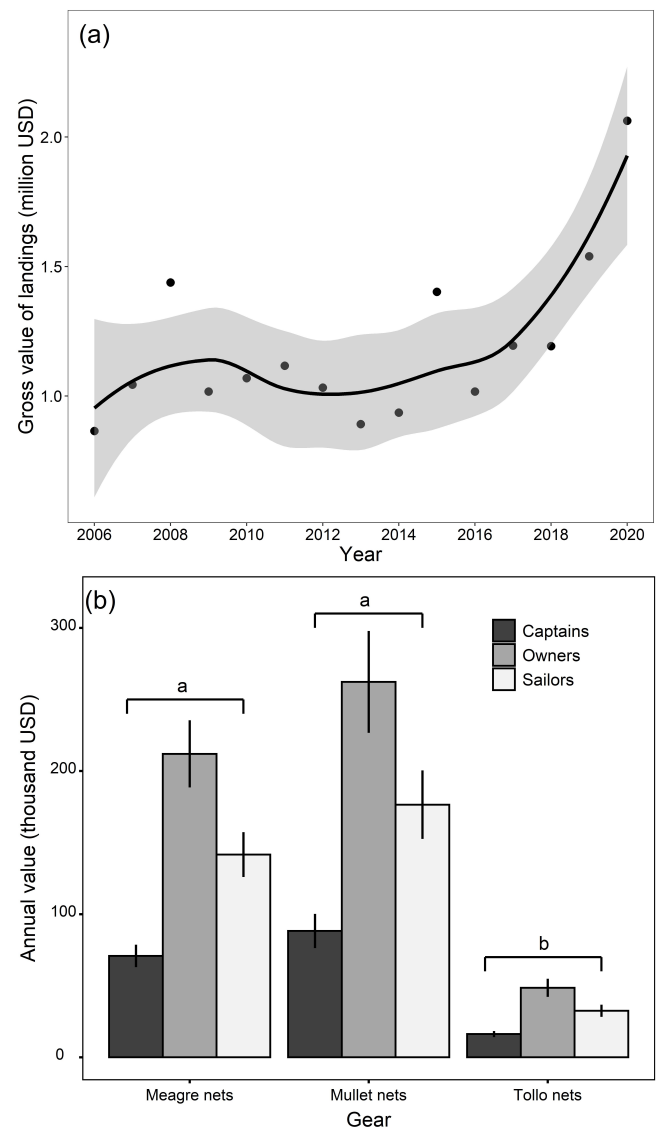 (a)
Gross value of landings (million USD)
2.0
1.5
1.0
2006 2008 2010 2012 2014 2016 2018 2020
Year
(b)
Annual value (thousand USD)
300
200
100
0
a
a
b
Captains
Owners
Sailors
Meagre nets Mullet nets Tollo nets
Gear